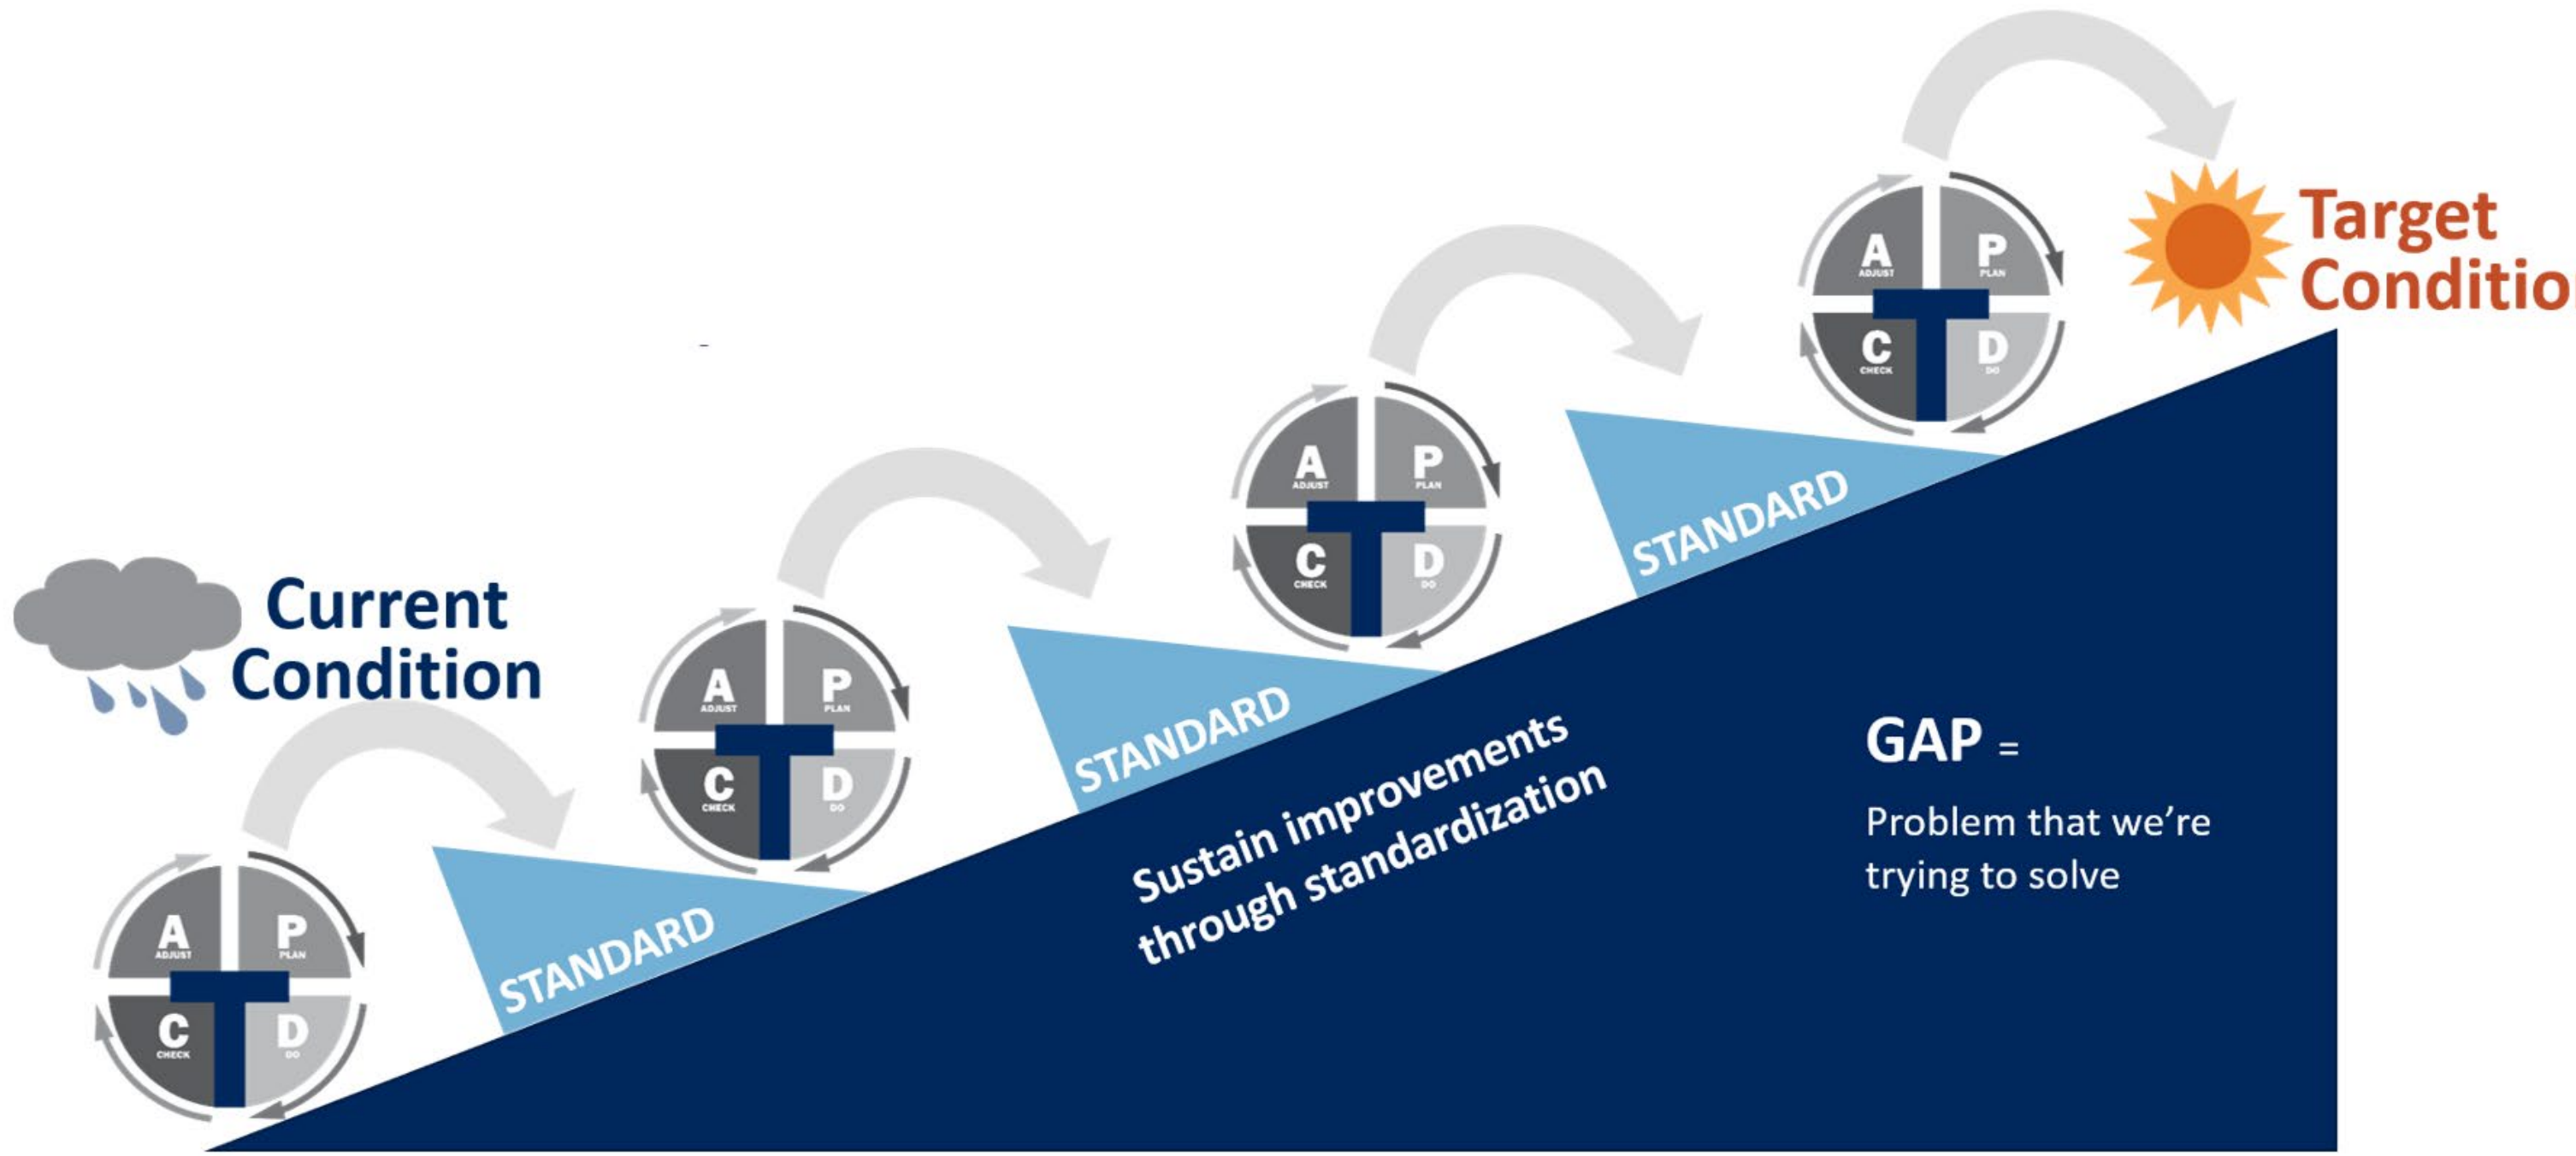 Target
Conditio
A
ADJUST
P
PLAN
C
CHECK
D
DO
T
STANDARD
A
ADJUST
P
PLAN
C
CHECK
D
DO
T
STANDARD
Current
Condition
A
ADJUST
P
PLAN
C
CHECK
D
DO
T
STANDARD
A
ADJUST
P
PLAN
C
CHECK
D
DO
T
Sustain improvements
through standardization
GAP =
Problem that we're
trying to solve